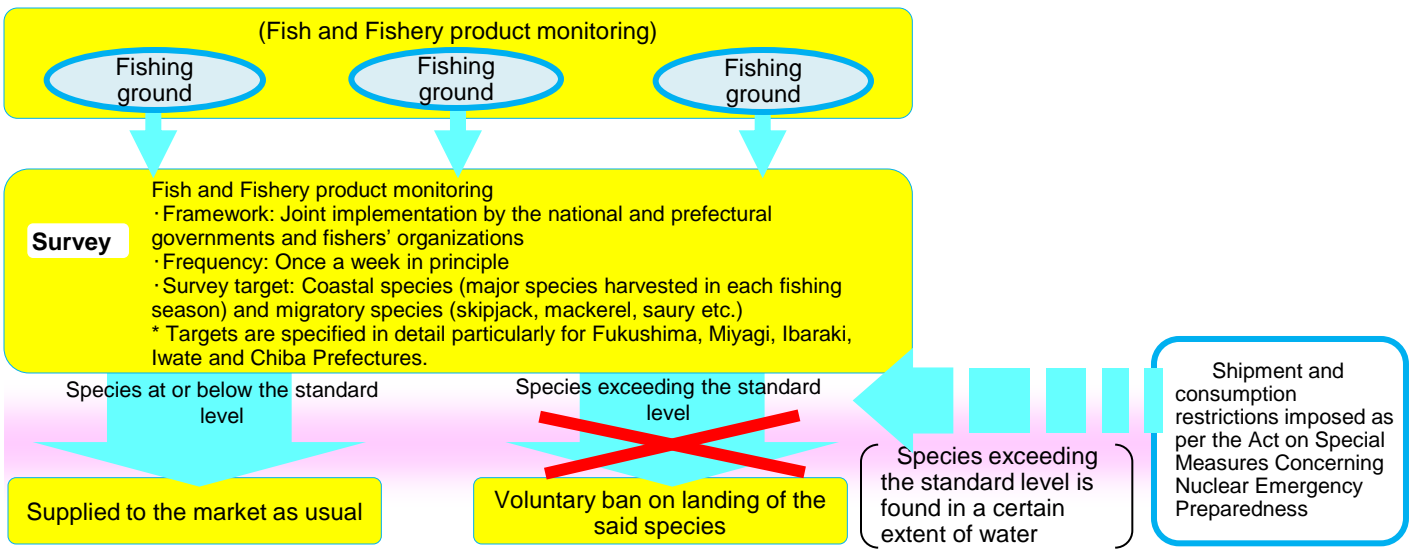 (Fish and Fishery product monitoring)
Fishing
ground
Fishing
ground
Fishing
ground
Survey
Fish and Fishery product monitoring
･Framework: Joint implementation by the national and prefectural
governments and fishers’ organizations
･Frequency: Once a week in principle
･Survey target: Coastal species (major species harvested in each fishing
season) and migratory species (skipjack, mackerel, saury etc.)
* Targets are specified in detail particularly for Fukushima, Miyagi, Ibaraki,
Iwate and Chiba Prefectures.
Species at or below the standard
level
Species exceeding the standard
level
Supplied to the market as usual
Voluntary ban on landing of the
said species
Species exceeding
the standard level is
found in a certain
extent of water
Shipment and
consumption
restrictions imposed as
per the Act on Special
Measures Concerning
Nuclear Emergency
Preparedness